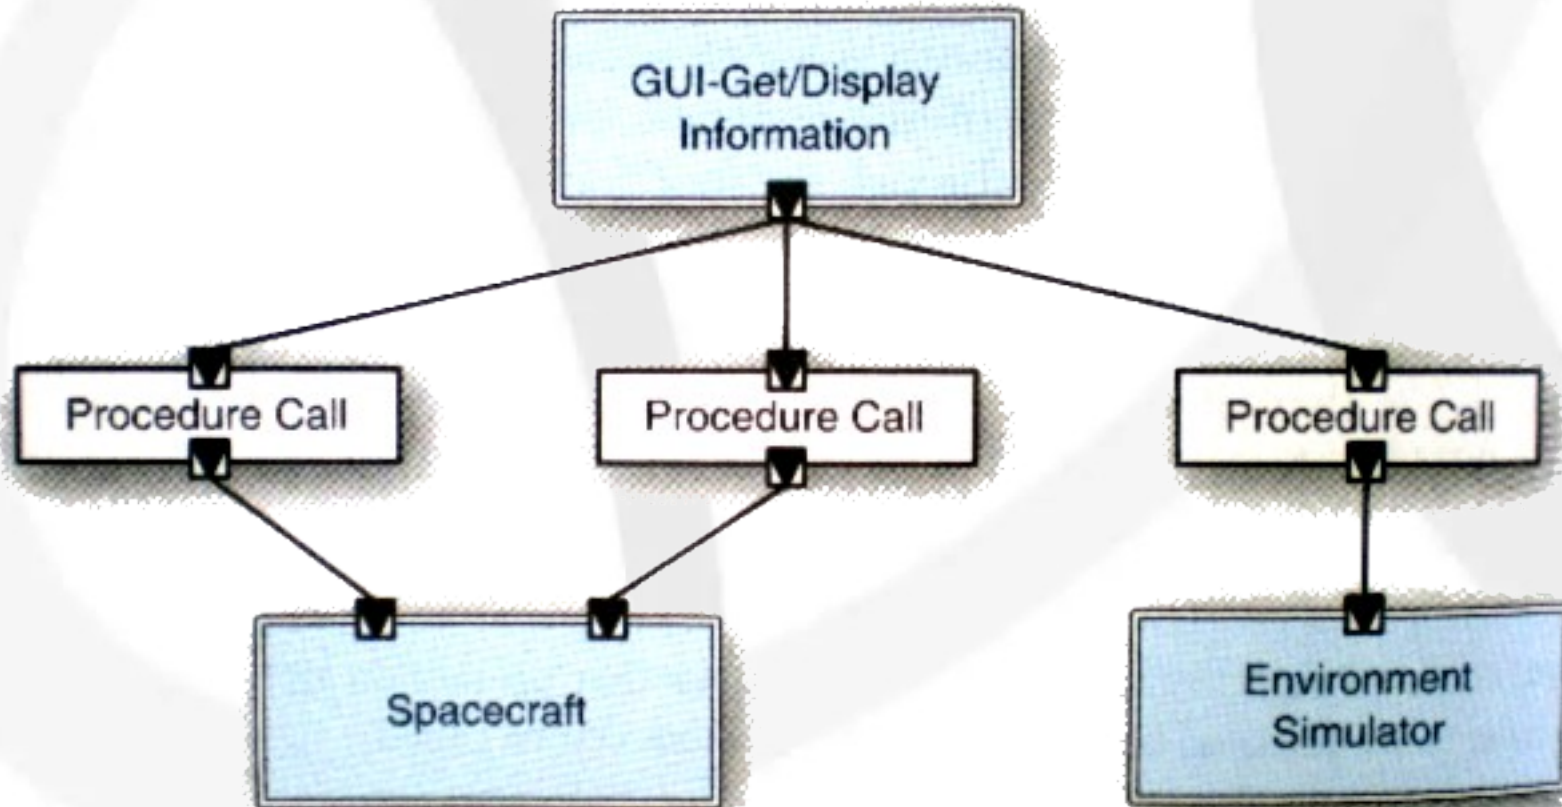 GUI-Get/Display
Information
Procedure Call
Procedure Call
Procedure Call
Spacecraft
Environment
Simulator